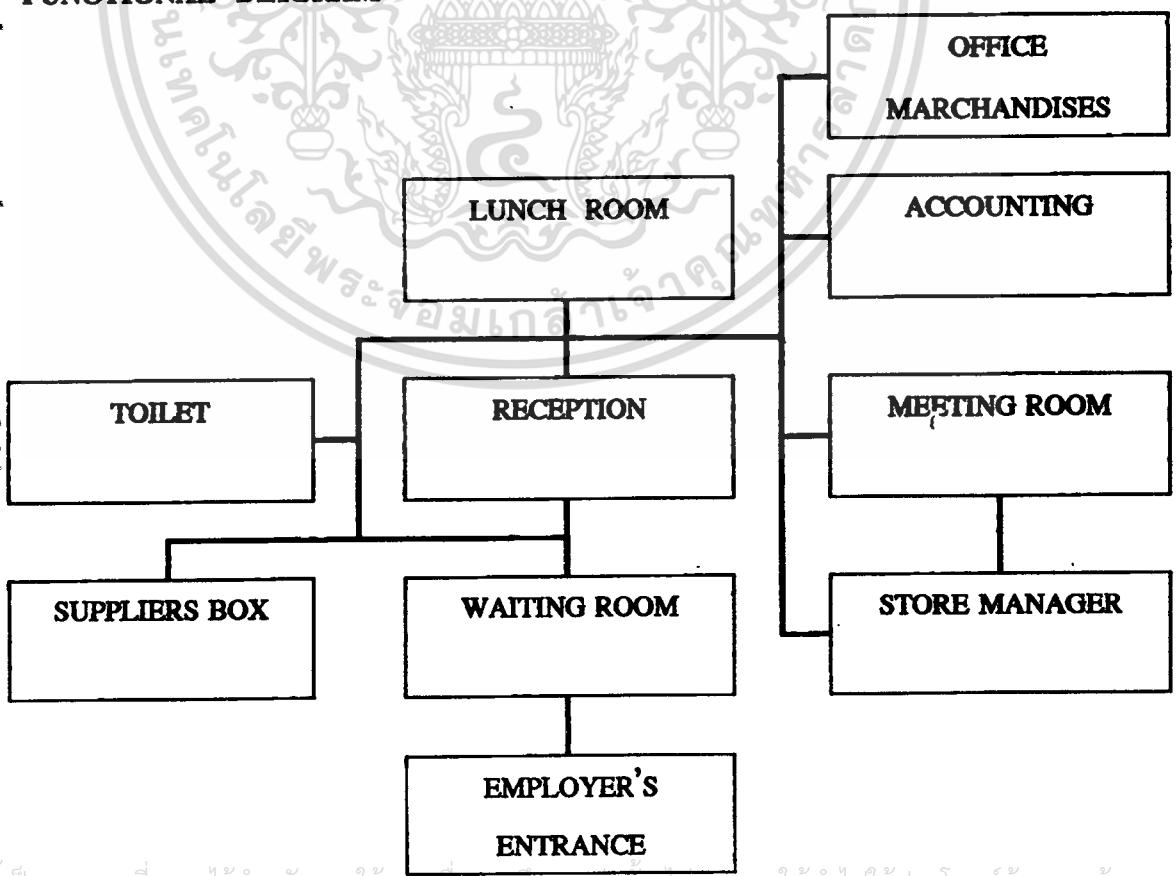 OFFICE
MARCHANDISES
LUNCH ROOM
ACCOUNTING
TOILET
RECEPTION
MEETING ROOM
SUPPLIERS BOX
WAITING ROOM
STORE MANAGER
EMPLOYER'S
ENTRANCE